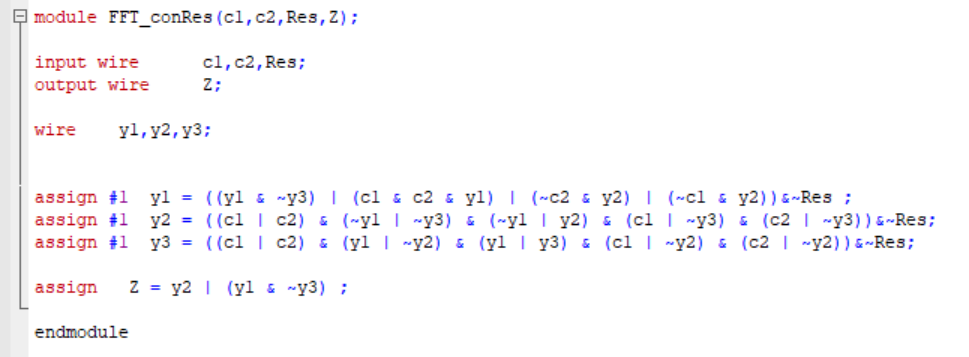 module FFT_conRes(c1,c2,Res,Z);
input wire c1,c2,Res;
output wire Z;
wire y1,y2,y3;
assign #1 y1 = ((y1 & ~y3) | (c1 & c2 & y1) | (~c2 & y2) | (~c1 & y2))&~Res ;
assign #1 y2 = ((c1 | c2) & (~y1 | ~y3) & (~y1 | y2) & (c1 | ~y3) & (c2 | ~y3))&~Res;
assign #1 y3 = ((c1 | c2) & (y1 | ~y2) & (y1 | y3) & (c1 | ~y2) & (c2 | ~y2))&~Res;
assign Z = y2 | (y1 & ~y3) ;
endmodule